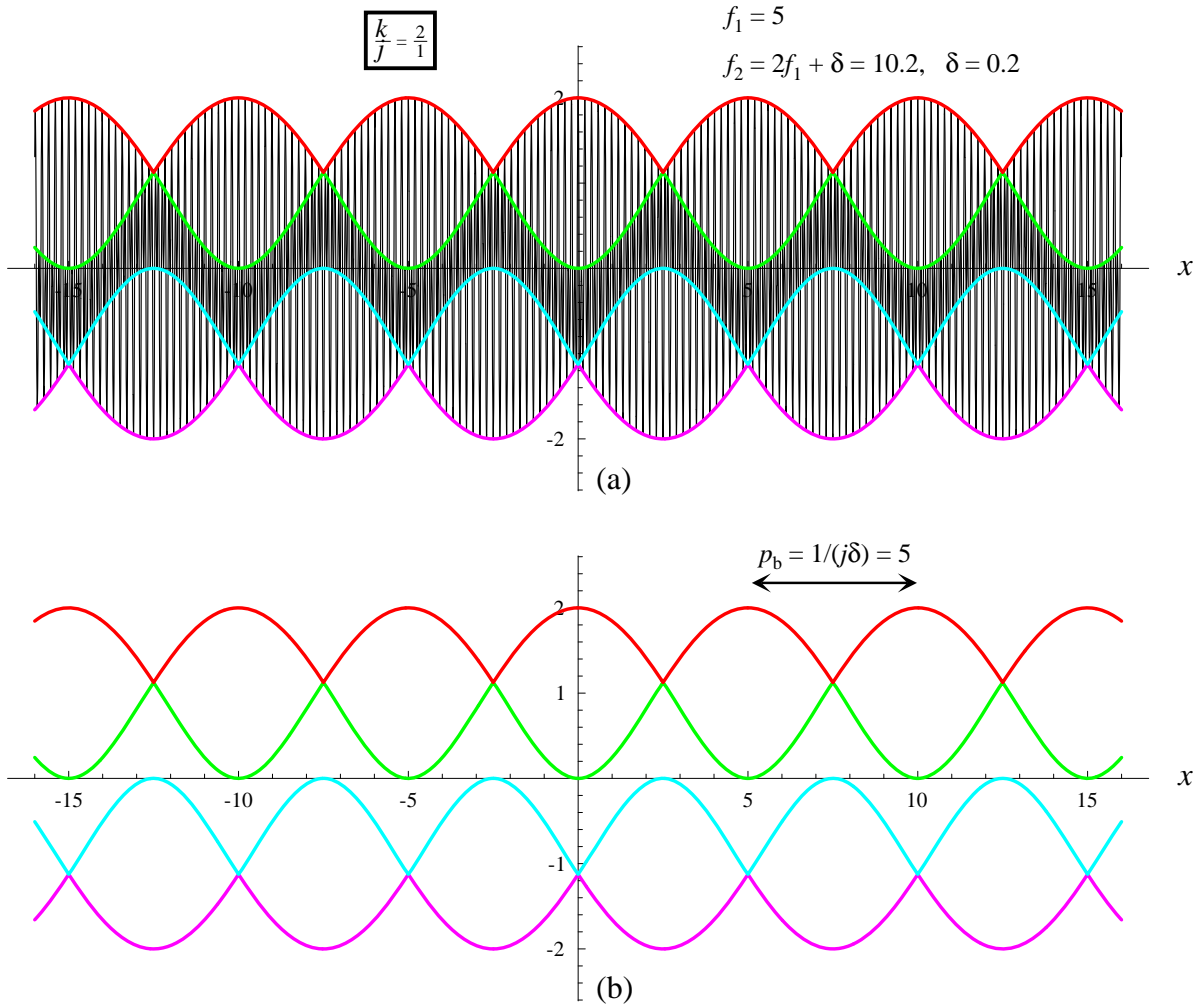 k/j = 2/1
f1 = 5
f2 = 2f1 + δ = 10.2, δ = 0.2
2
-15 -10 -5 5 10 15 x
-2
(a)
pb = 1/(jδ) = 5
2
1
-15 -10 -5 5 10 15 x
-1
-2
(b)